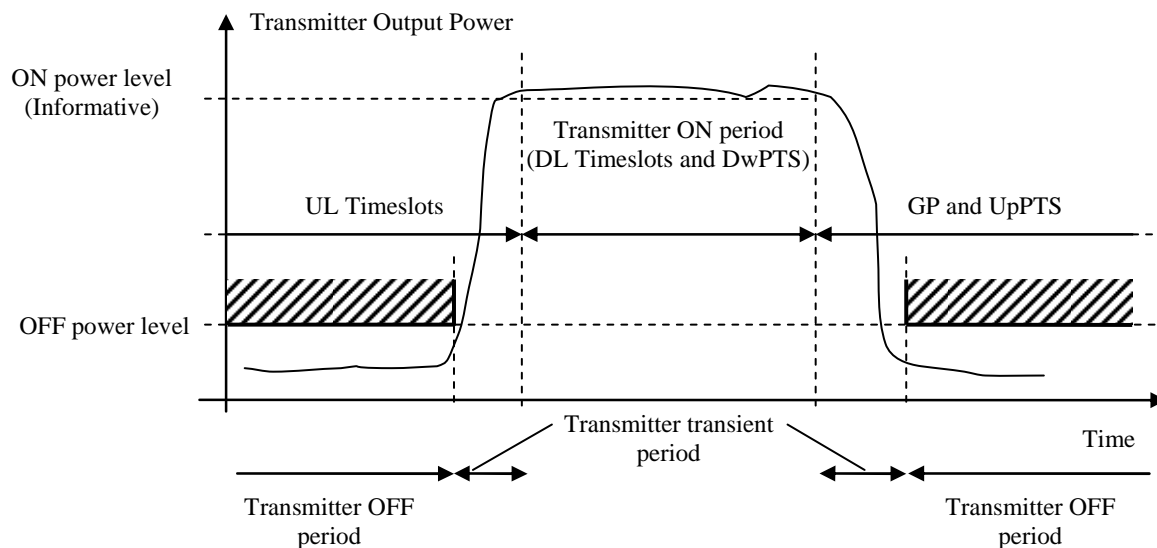 Transmitter Output Power
ON power level
(Informative)
Transmitter ON period
(DL Timeslots and DwPTS)
UL Timeslots
GP and UpPTS
OFF power level
Transmitter transient
period
Time
Transmitter OFF
period
Transmitter OFF
period